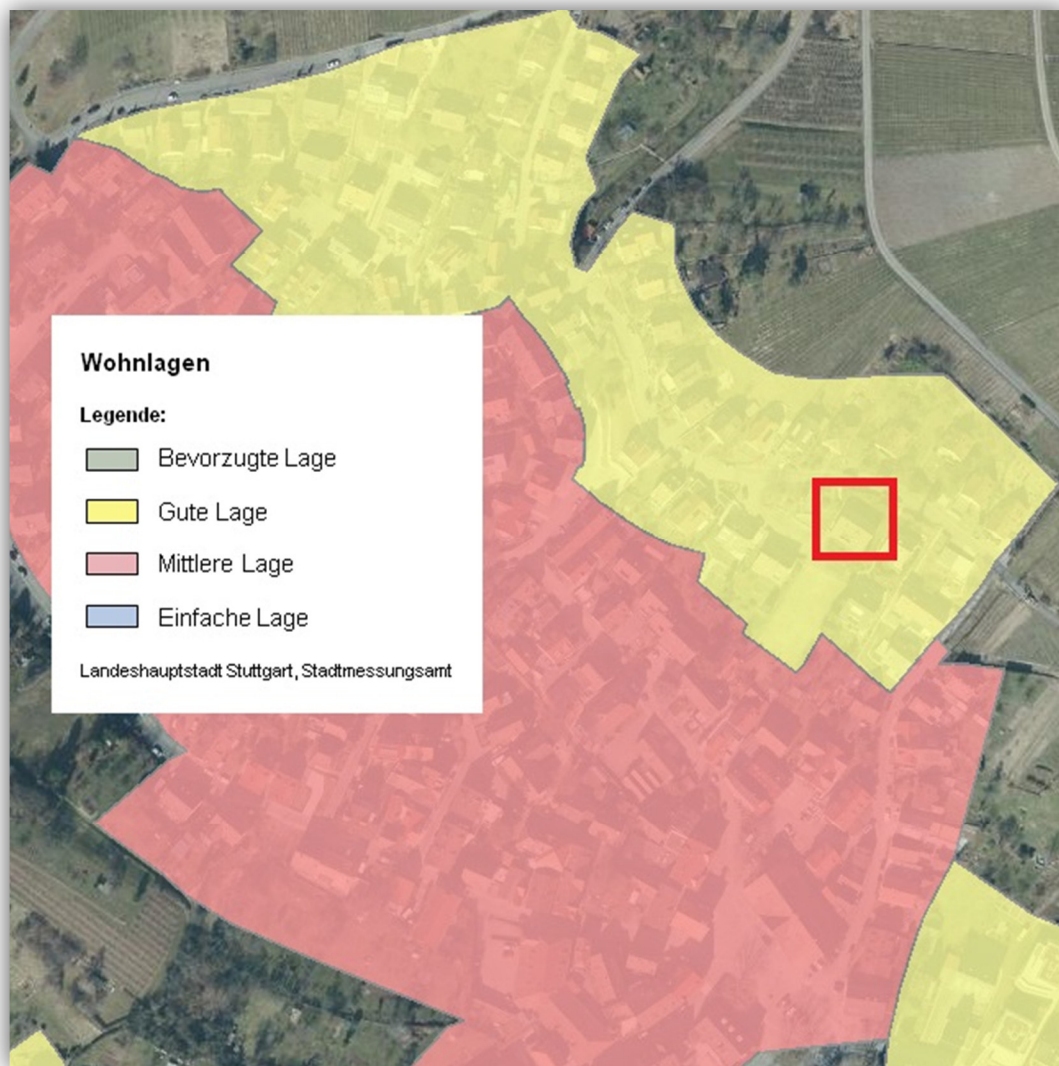 Wohnlagen
Legende:
Bevorzugte Lage
Gute Lage
Mittlere Lage
Einfache Lage
Landeshauptstadt Stuttgart, Stadtmessungsamt